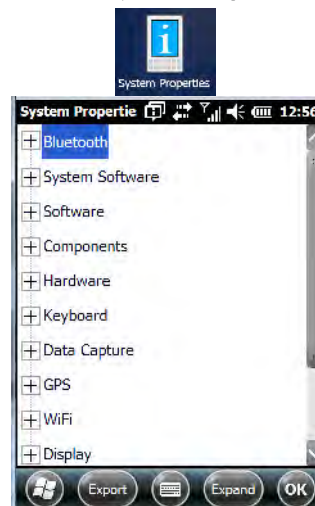 System Properties
System Propertie 12:56
Bluetooth
System Software
Software
Components
Hardware
Keyboard
Data Capture
GPS
WiFi
Display
Export Expand OK